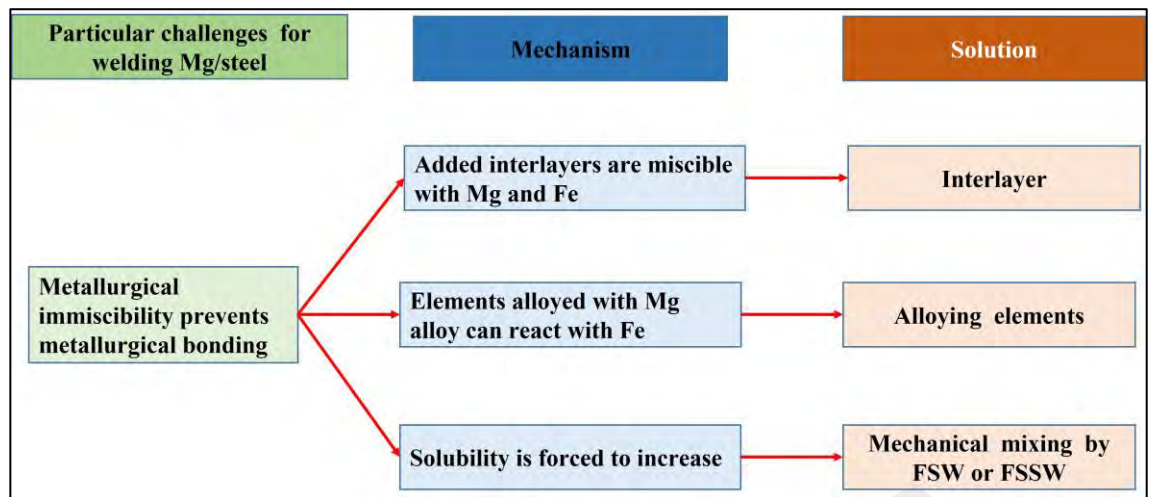 Particular challenges for
welding Mg/steel
Mechanism
Solution
Added interlayers are miscible
with Mg and Fe
Interlayer
Metallurgical
immiscibility prevents
metallurgical bonding
Elements alloyed with Mg
alloy can react with Fe
Alloying elements
Solubility is forced to increase
Mechanical mixing by
FSW or FSSW